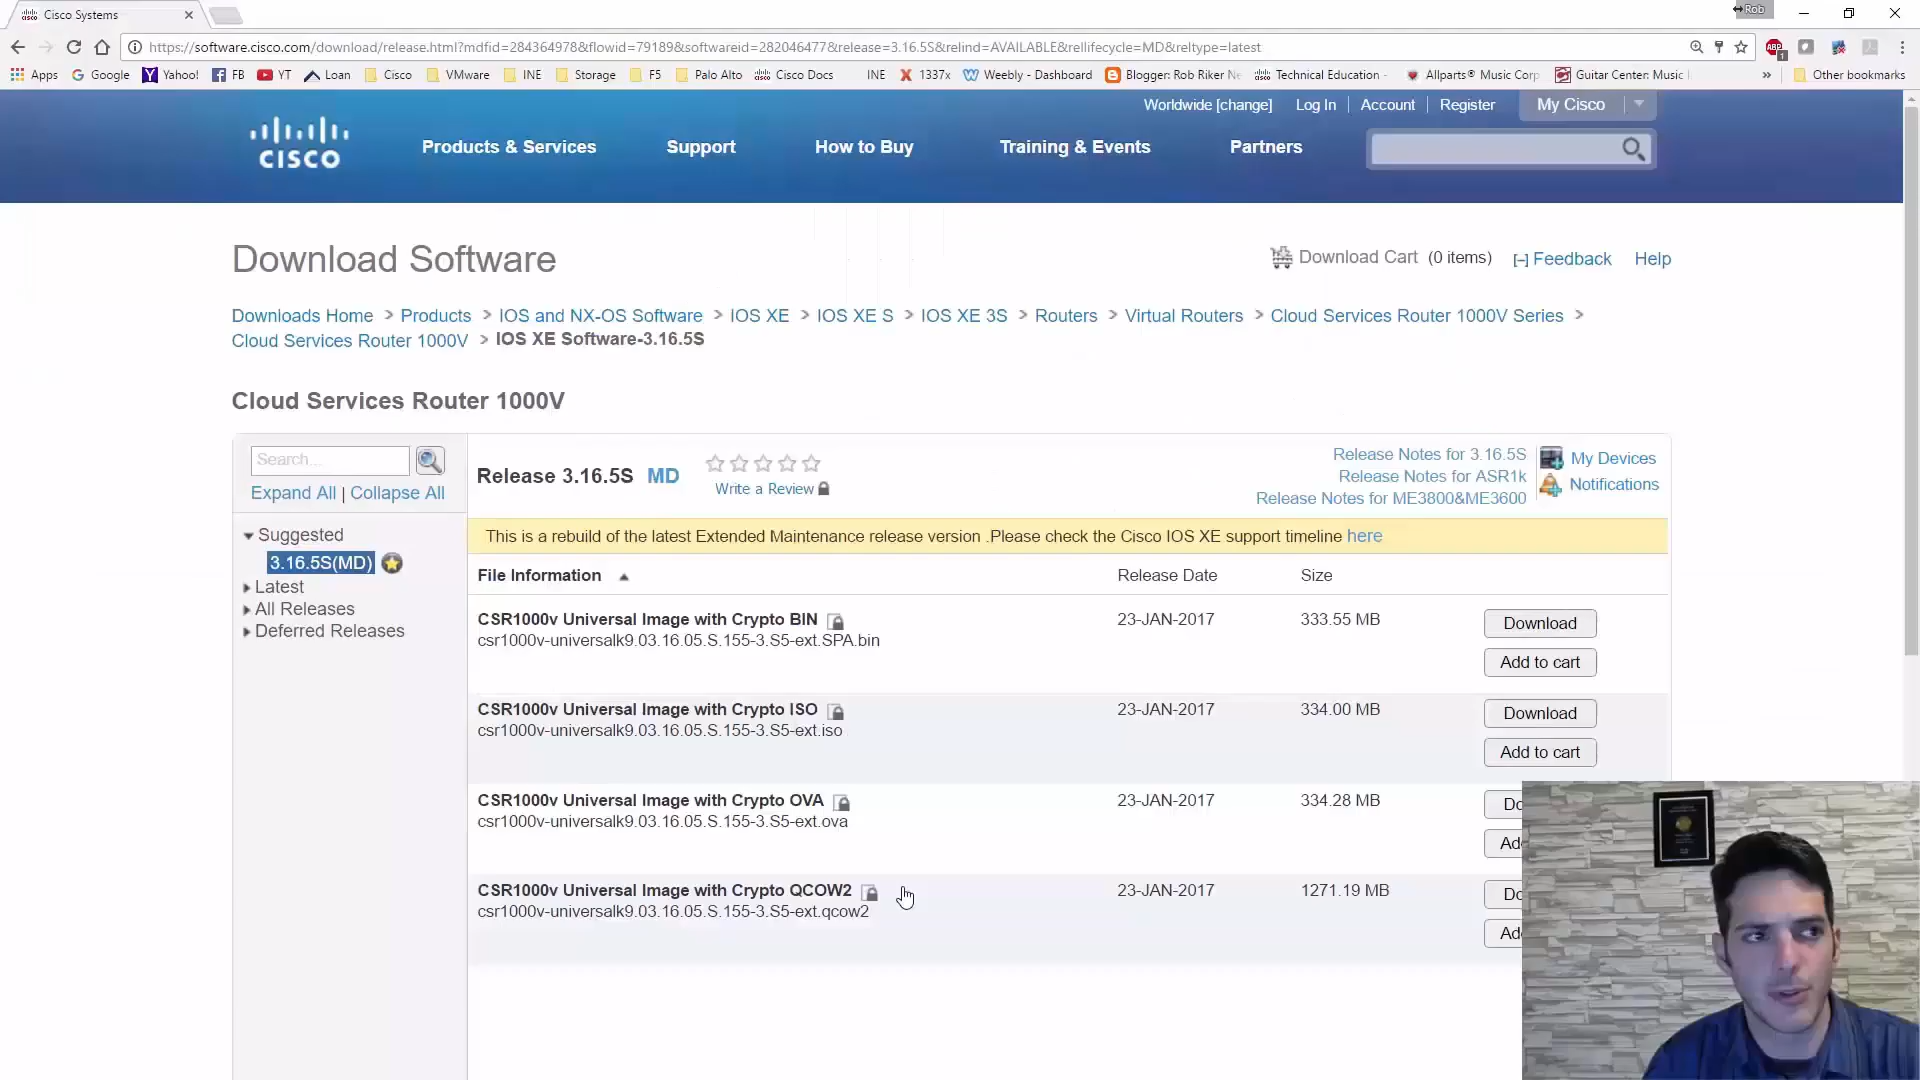 Cisco Systems
Rob
https://software.cisco.com/download/release.html?mdfid=284364978&flowid=79189&softwareid=282046477&release=3.16.5S&relind=AVAILABLE&rellifecycle=MD&reltype=latest
Apps Google Yahoo! FB YT Loan Cisco VMware INE Storage F5 Palo Alto Cisco Docs INE 1337x Weebly - Dashboard Blogger: Rob Riker Ne Technical Education - Allparts® Music Corp Guitar Center: Music » Other bookmarks
Worldwide [change] Log In Account Register My Cisco
CISCO
Products & Services Support How to Buy Training & Events Partners
Download Software
Download Cart (0 items) [–] Feedback Help
Downloads Home > Products > IOS and NX-OS Software > IOS XE > IOS XE S > IOS XE 3S > Routers > Virtual Routers > Cloud Services Router 1000V Series >
Cloud Services Router 1000V > IOS XE Software-3.16.5S
Cloud Services Router 1000V
Search...
Expand All | Collapse All
Suggested
3.16.5S(MD)
Latest
All Releases
Deferred Releases
Release 3.16.5S MD
Write a Review
Release Notes for 3.16.5S
Release Notes for ASR1k
Release Notes for ME3800&ME3600
My Devices
Notifications
This is a rebuild of the latest Extended Maintenance release version .Please check the Cisco IOS XE support timeline here
File Information Release Date Size
CSR1000v Universal Image with Crypto BIN 23-JAN-2017 333.55 MB Download
csr1000v-universalk9.03.16.05.S.155-3.S5-ext.SPA.bin
Add to cart
CSR1000v Universal Image with Crypto ISO 23-JAN-2017 334.00 MB Download
csr1000v-universalk9.03.16.05.S.155-3.S5-ext.iso
Add to cart
CSR1000v Universal Image with Crypto OVA 23-JAN-2017 334.28 MB Do
csr1000v-universalk9.03.16.05.S.155-3.S5-ext.ova
Ad
CSR1000v Universal Image with Crypto QCOW2 23-JAN-2017 1271.19 MB Do
csr1000v-universalk9.03.16.05.S.155-3.S5-ext.qcow2
Ad